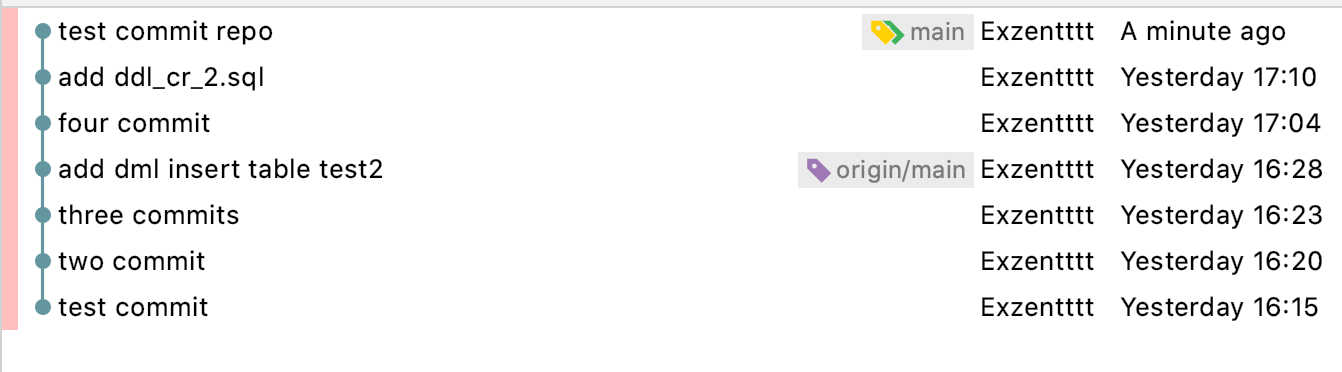 test commit repo main Exzentttt A minute ago
add ddl_cr_2.sql Exzentttt Yesterday 17:10
four commit Exzentttt Yesterday 17:04
add dml insert table test2 origin/main Exzentttt Yesterday 16:28
three commits Exzentttt Yesterday 16:23
two commit Exzentttt Yesterday 16:20
test commit Exzentttt Yesterday 16:15